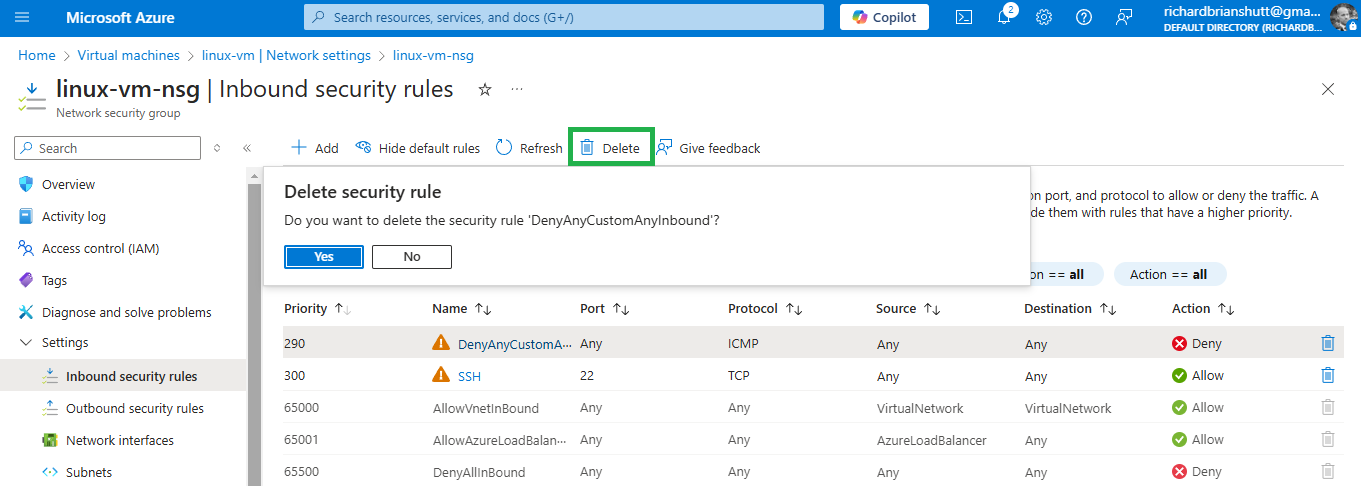 Microsoft Azure
Search resources, services, and docs (G+/)
Copilot
2
richardbrianshutt@gma...
DEFAULT DIRECTORY (RICHARDB...
Home > Virtual machines > linux-vm | Network settings > linux-vm-nsg
linux-vm-nsg | Inbound security rules
Network security group
Search
Add
Hide default rules
Refresh
Delete
Give feedback
Overview
Activity log
Access control (IAM)
Tags
Diagnose and solve problems
Settings
Inbound security rules
Outbound security rules
Network interfaces
Subnets
Delete security rule
Do you want to delete the security rule 'DenyAnyCustomAnyInbound'?
Yes No
on port, and protocol to allow or deny the traffic. A
de them with rules that have a higher priority.
on == all Action == all
Priority Name Port Protocol Source Destination Action
290 DenyAnyCustomA... Any ICMP Any Any Deny
300 SSH 22 TCP Any Any Allow
65000 AllowVnetInBound Any Any VirtualNetwork VirtualNetwork Allow
65001 AllowAzureLoadBalan... Any Any AzureLoadBalancer Any Allow
65500 DenyAllInBound Any Any Any Any Deny